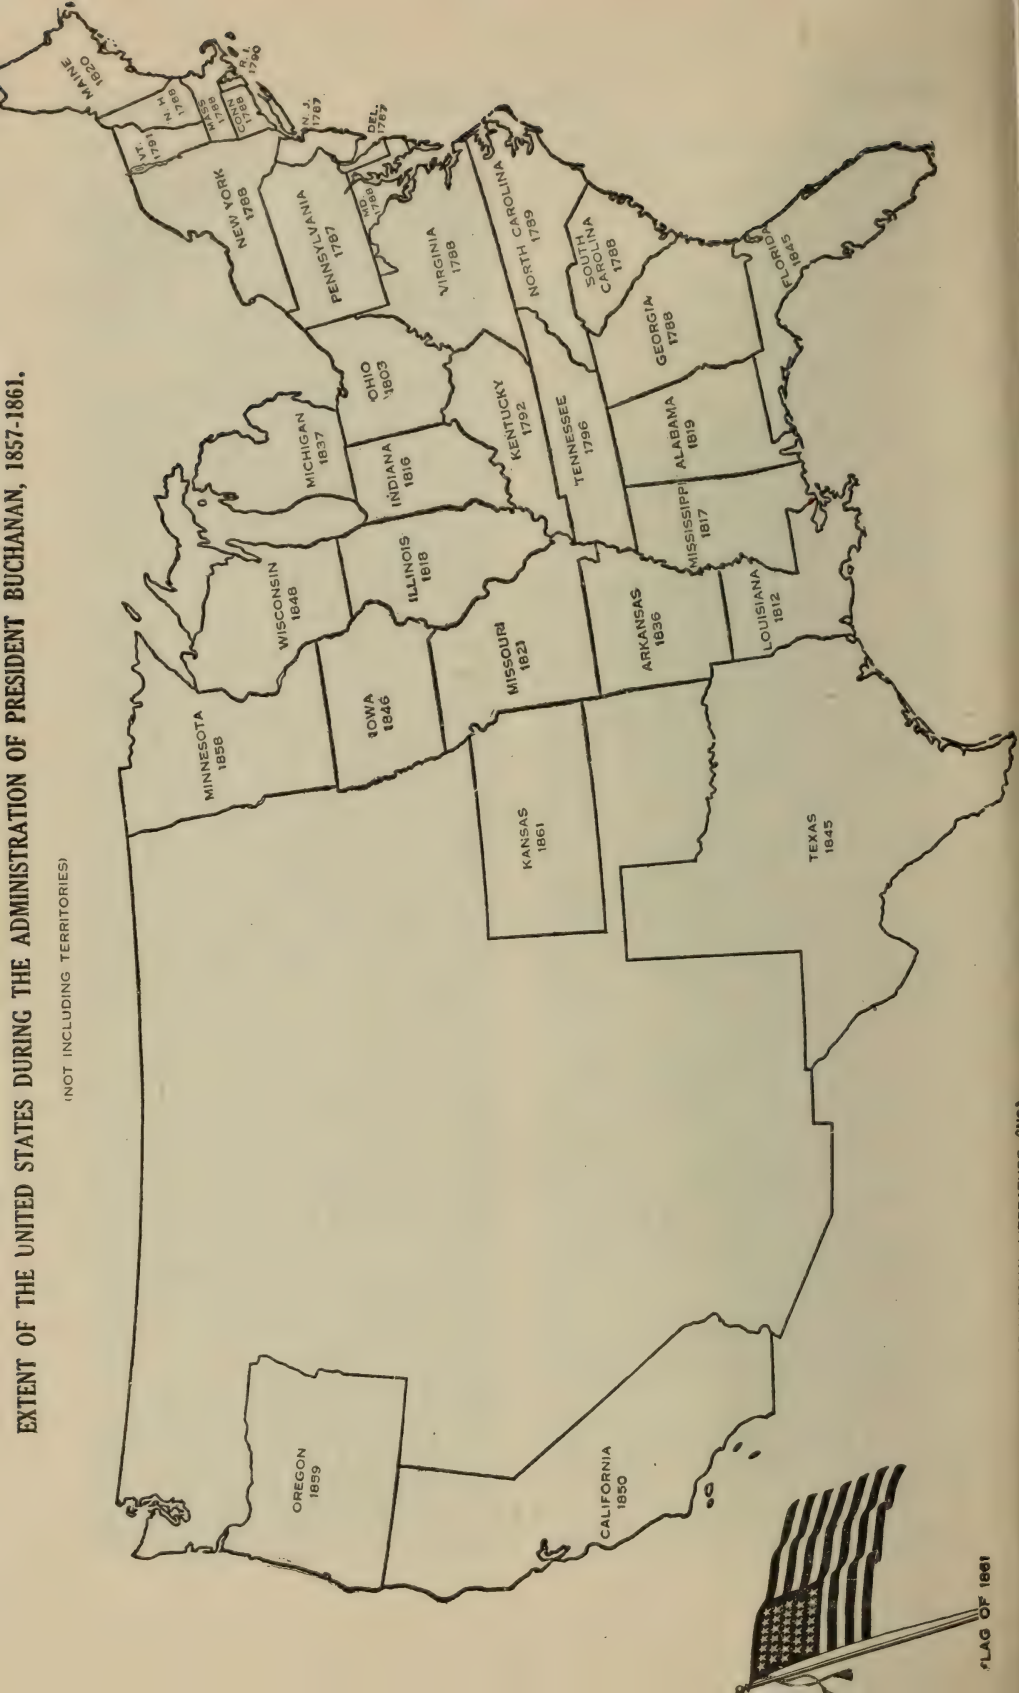 EXTENT OF THE UNITED STATES DURING THE ADMINISTRATION OF PRESIDENT BUCHANAN, 1857-1861.
(NOT INCLUDING TERRITORIES)
OREGON
1859
CALIFORNIA
1850
MINNESOTA
1858
IOWA
1846
MISSOURI
1821
KANSAS
1861
ARKANSAS
1836
LOUISIANA
1812
TEXAS
1845
WISCONSIN
1848
ILLINOIS
1818
MICHIGAN
1837
INDIANA
1816
OHIO
1803
KENTUCKY
1792
TENNESSEE
1796
MISSISSIPPI
1817
ALABAMA
1819
GEORGIA
1788
FLORIDA
1845
SOUTH
CAROLINA
1788
NORTH CAROLINA
1789
VIRGINIA
1788
MD.
1788
DEL.
1787
PENNSYLVANIA
1787
N. J.
1787
NEW YORK
1788
VT.
1791
N. H
1788
MASS
1788
CONN
1788
R. I.
1790
MAINE
1820
FLAG OF 1861